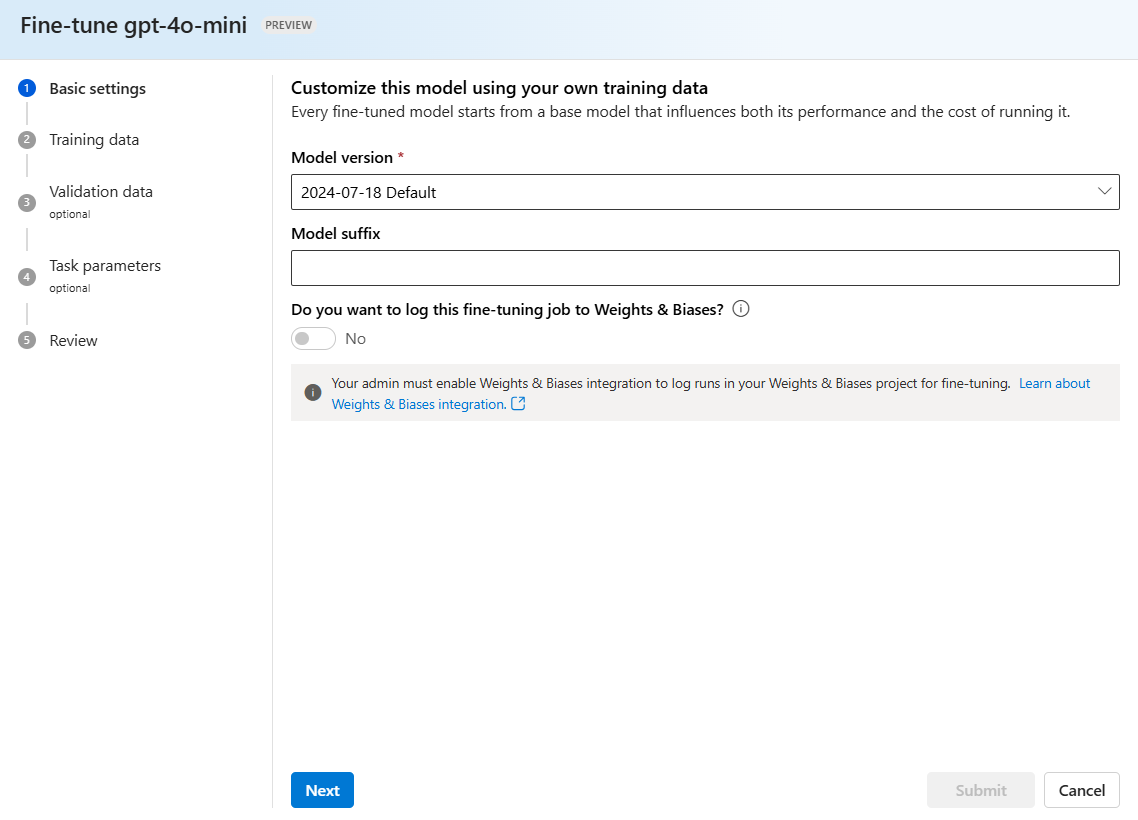 Fine-tune gpt-4o-mini PREVIEW
1 Basic settings
2 Training data
3 Validation data
optional
4 Task parameters
optional
5 Review
Customize this model using your own training data
Every fine-tuned model starts from a base model that influences both its performance and the cost of running it.
Model version *
2024-07-18 Default
Model suffix
Do you want to log this fine-tuning job to Weights & Biases?
No
Your admin must enable Weights & Biases integration to log runs in your Weights & Biases project for fine-tuning. Learn about
Weights & Biases integration.
Next
Submit
Cancel